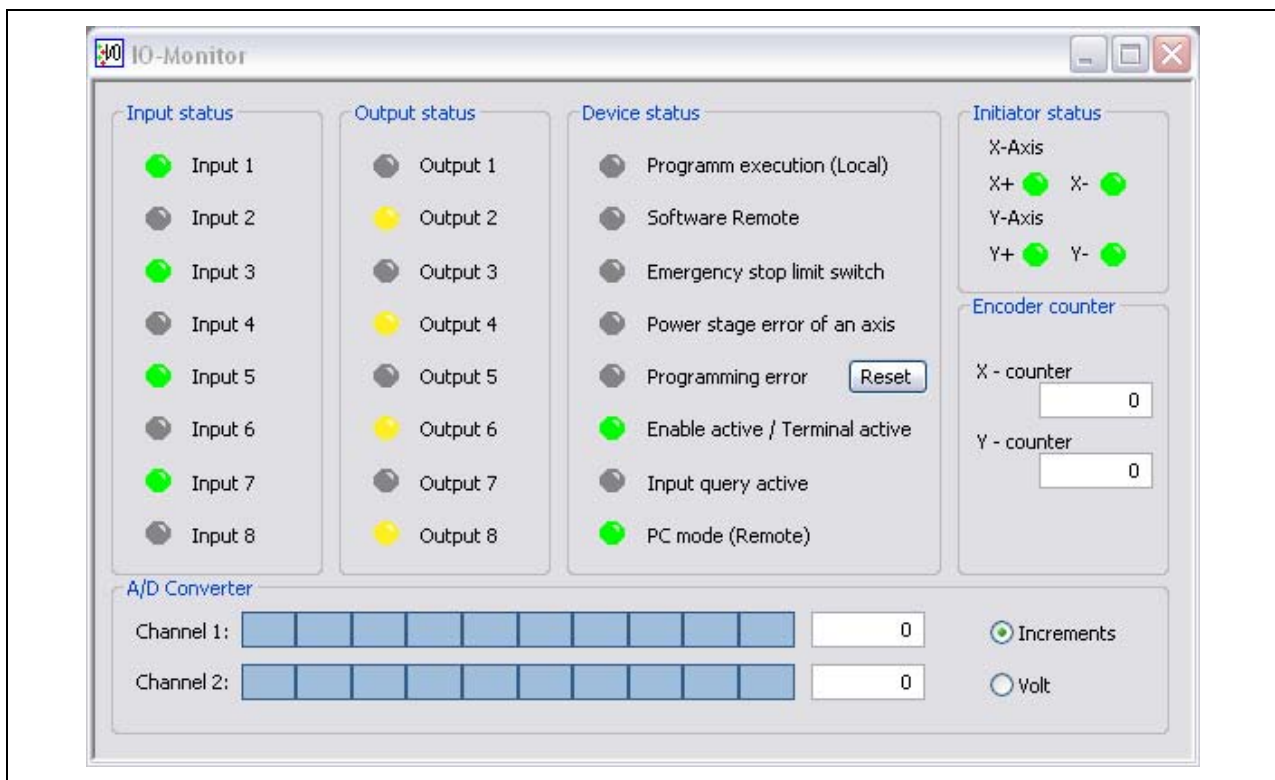 IO-Monitor
Input status
Input 1
Input 2
Input 3
Input 4
Input 5
Input 6
Input 7
Input 8
Output status
Output 1
Output 2
Output 3
Output 4
Output 5
Output 6
Output 7
Output 8
Device status
Programm execution (Local)
Software Remote
Emergency stop limit switch
Power stage error of an axis
Programming error Reset
Enable active / Terminal active
Input query active
PC mode (Remote)
Initiator status
X-Axis
X+ X-
Y-Axis
Y+ Y-
Encoder counter
X - counter
0
Y - counter
0
A/D Converter
Channel 1: 0
Channel 2: 0
Increments
Volt